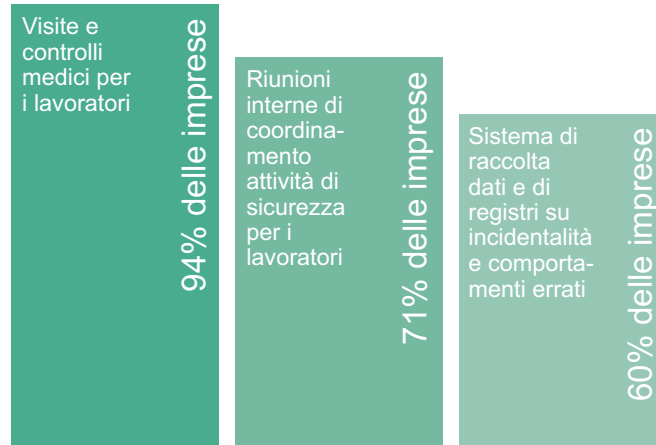 Visite e
controlli
medici per
i lavoratori
94% delle imprese
Riunioni
interne di
coordina-
mento
attività di
sicurezza
per i
lavoratori
71% delle imprese
Sistema di
raccolta
dati e di
registri su
incidentalità
e comporta-
menti errati
60% delle imprese